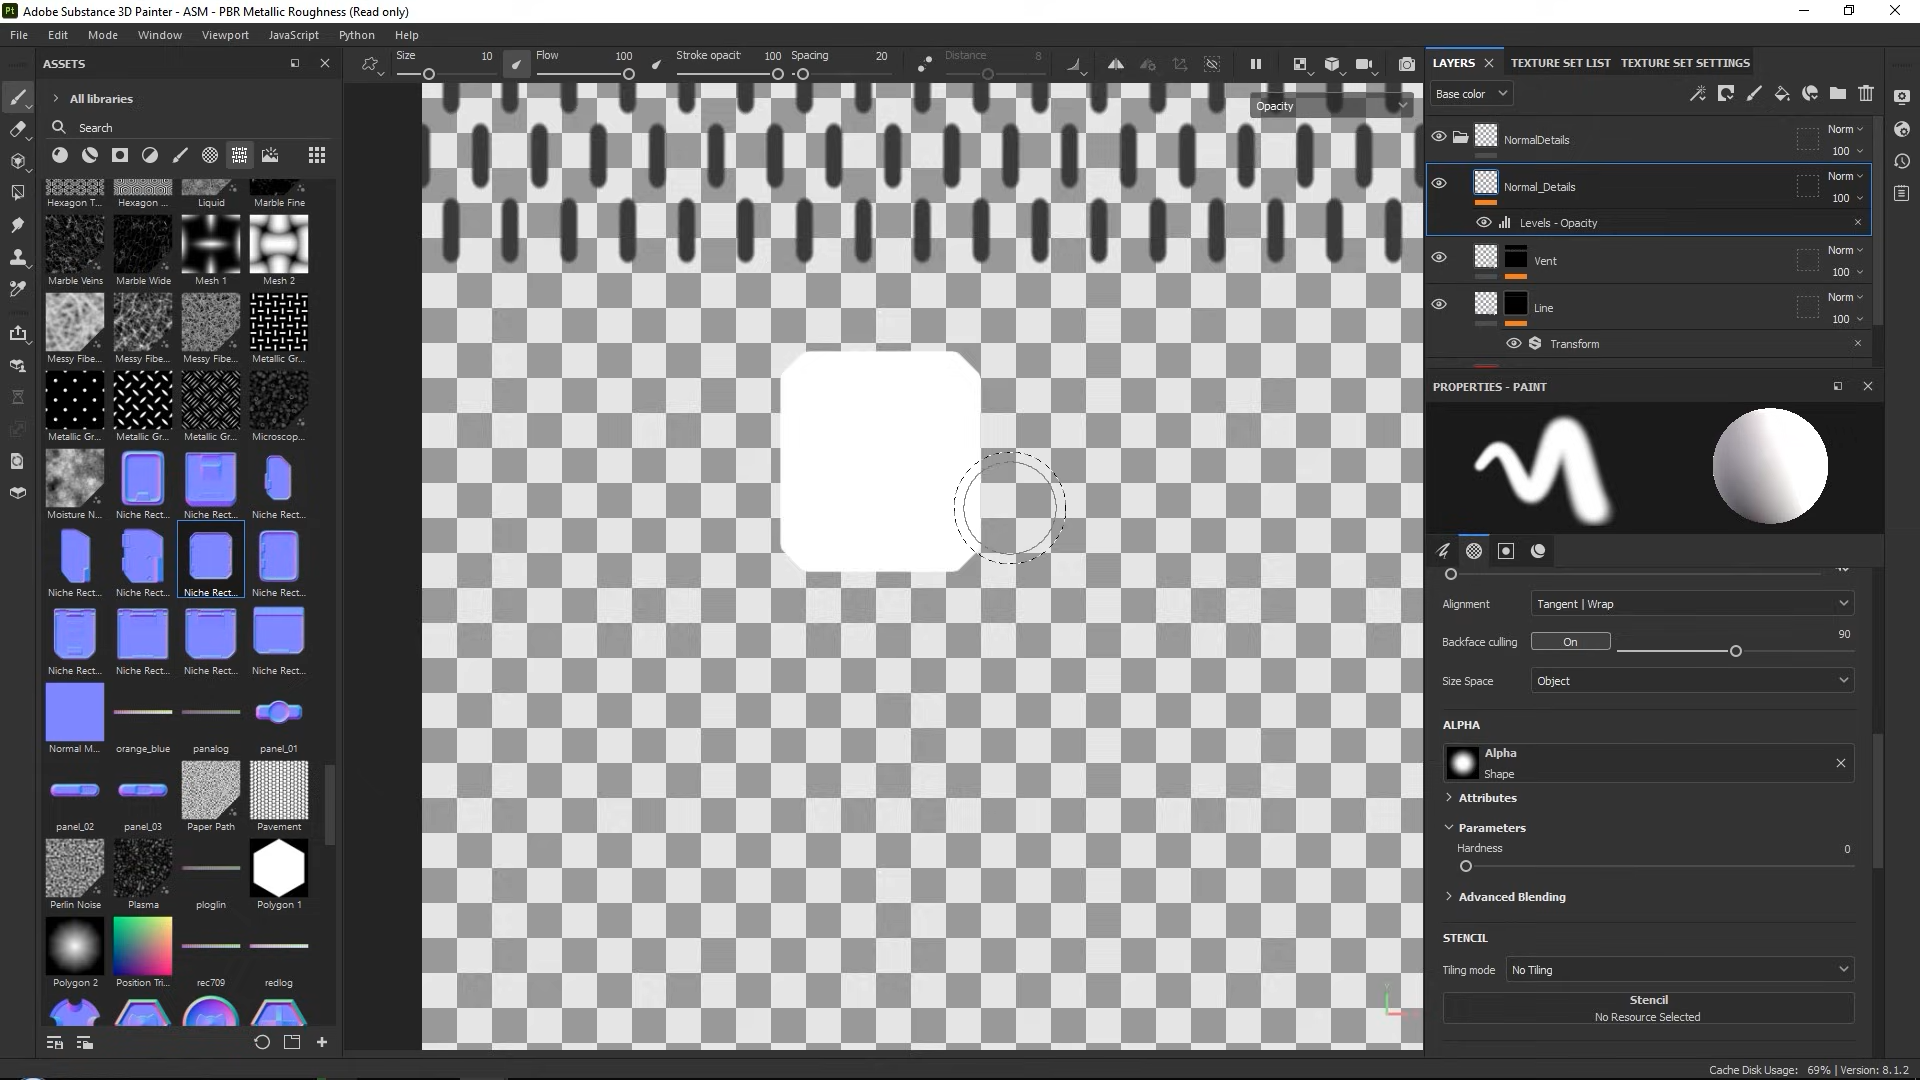 Adobe Substance 3D Painter - ASM - PBR Metallic Roughness (Read only)
File Edit Mode Window Viewport JavaScript Python Help
ASSETS
Size 10 Flow 100 Stroke opacit 100 Spacing 20 Distance 8
LAYERS TEXTURE SET LIST TEXTURE SET SETTINGS
All libraries
Search
Base color
Opacity
NormalDetails Norm 100
Normal_Details Norm 100
Levels - Opacity
Vent Norm 100
Line Norm 100
Transform
Hexagon T... Hexagon ... Liquid Marble Fine
Marble Veins Marble Wide Mesh 1 Mesh 2
Messy Fibe... Messy Fibe... Messy Fibe... Metallic Gr...
Metallic Gr... Metallic Gr... Metallic Gr... Microscop...
Moisture N... Niche Rect... Niche Rect... Niche Rect...
Niche Rect... Niche Rect... Niche Rect... Niche Rect...
Niche Rect... Niche Rect... Niche Rect... Niche Rect...
Normal M... orange_blue panalog panel_01
panel_02 panel_03 Paper Path Pavement
Perlin Noise Plasma ploglin Polygon 1
Polygon 2 Position Tri... rec709 redlog
PROPERTIES - PAINT
Alignment Tangent | Wrap
Backface culling On 90
Size Space Object
ALPHA
Alpha
Shape
Attributes
Parameters
Hardness 0
Advanced Blending
STENCIL
Tiling mode No Tiling
Stencil
No Resource Selected
Cache Disk Usage: 69% | Version: 8.1.2